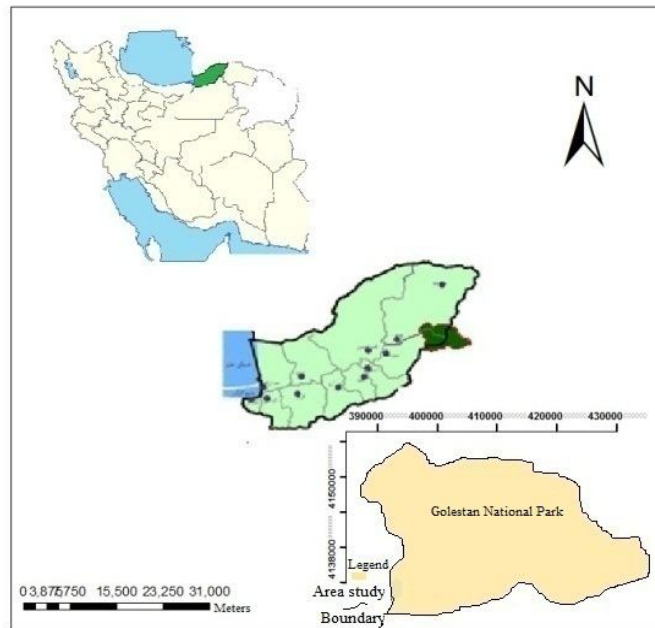 N
390000 400000 410000 420000 430000
4150000
4138000
Golestan National Park
Legend
Area study
Boundary
0 3,875 7,750 15,500 23,250 31,000
Meters